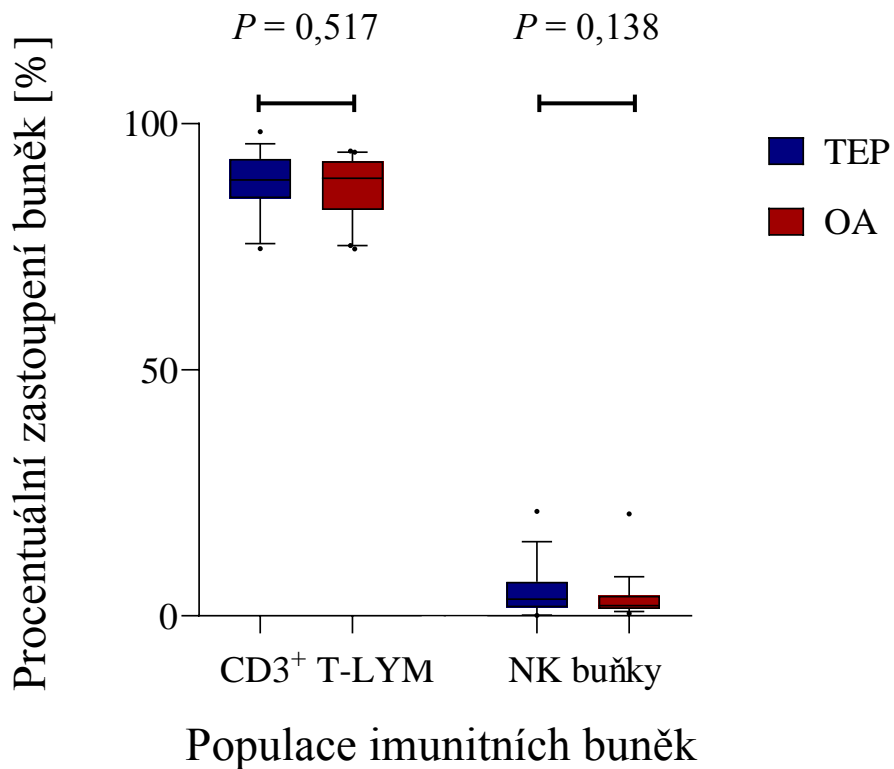 P = 0,517
P = 0,138
Procentuální zastoupení buněk [%]
100
50
0
TEP
OA
CD3⁺ T-LYM
NK buňky
Populace imunitních buněk